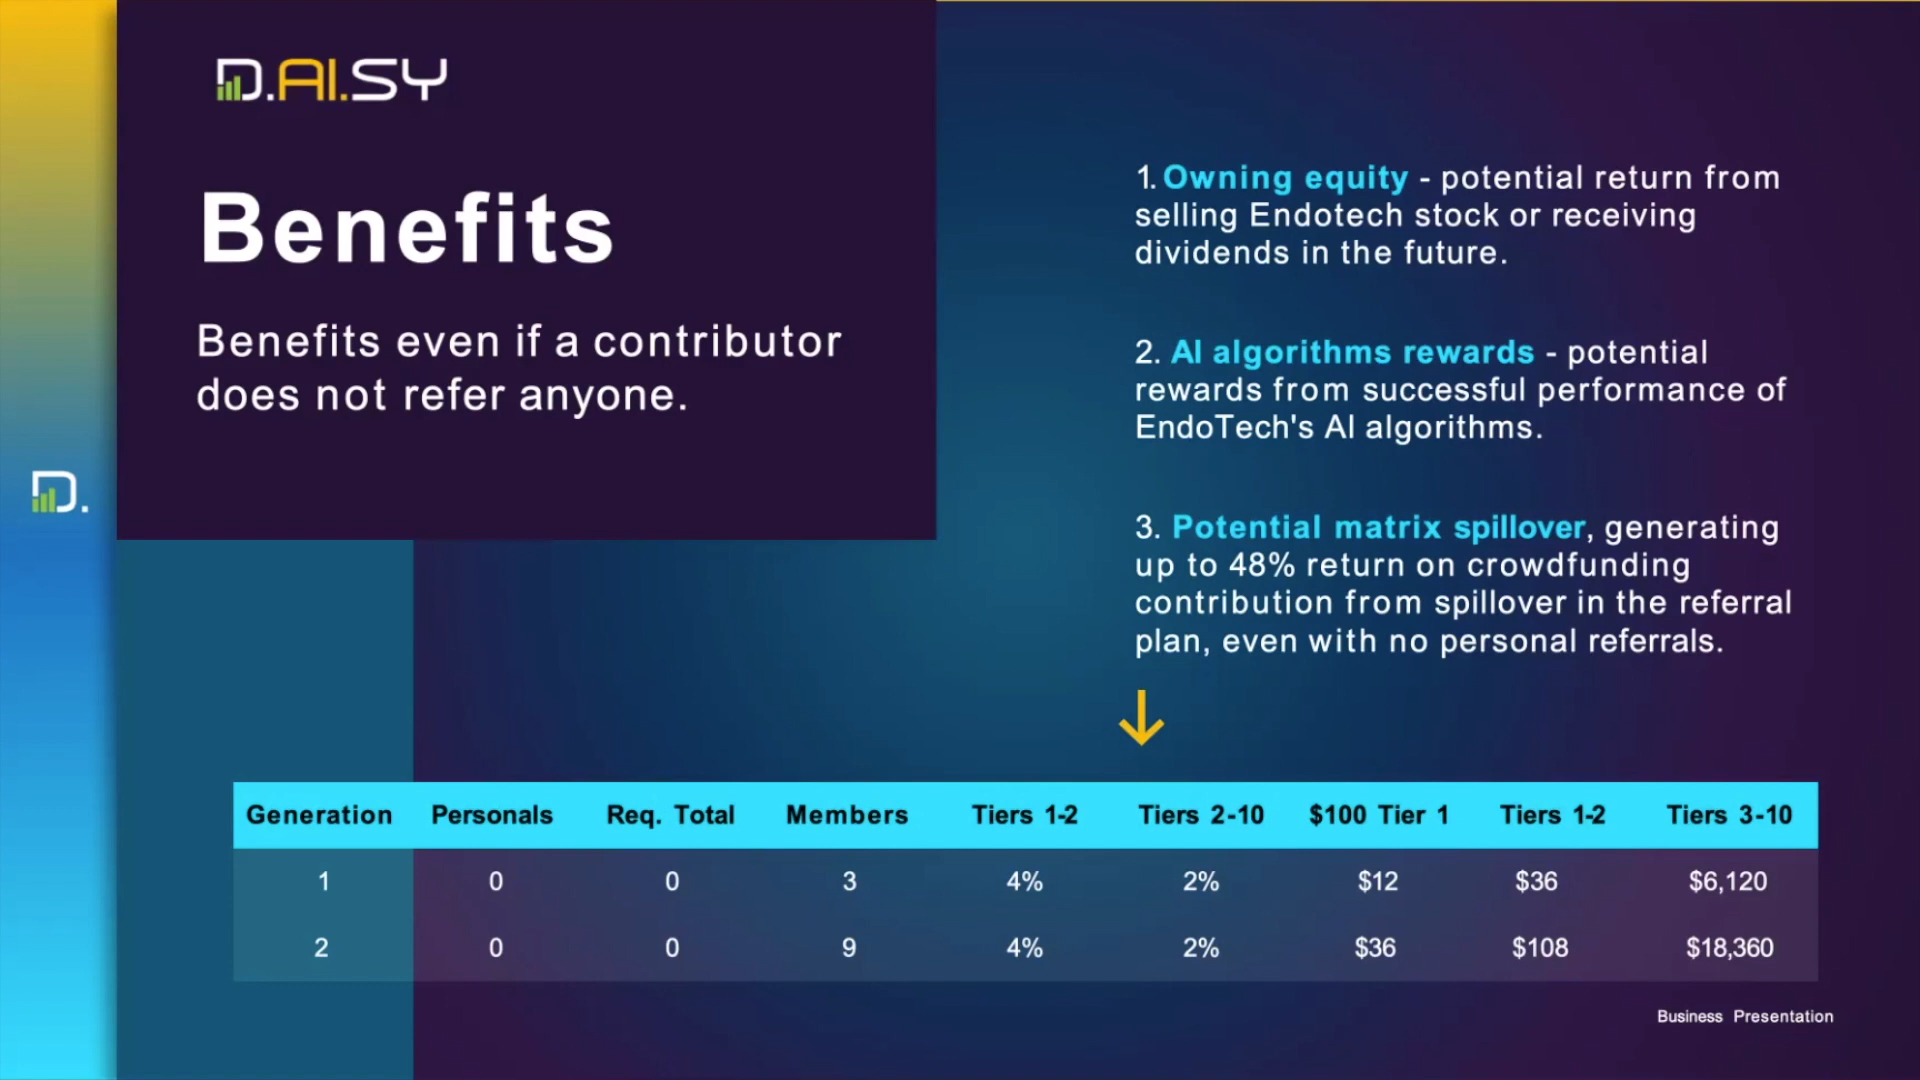 D.AI.SY
Benefits
Benefits even if a contributor
does not refer anyone.
D.
1. Owning equity - potential return from
selling Endotech stock or receiving
dividends in the future.
2. AI algorithms rewards - potential
rewards from successful performance of
EndoTech's AI algorithms.
3. Potential matrix spillover, generating
up to 48% return on crowdfunding
contribution from spillover in the referral
plan, even with no personal referrals.
Generation Personals Req. Total Members Tiers 1-2 Tiers 2-10 $100 Tier 1 Tiers 1-2 Tiers 3-10
1 0 0 3 4% 2% $12 $36 $6,120
2 0 0 9 4% 2% $36 $108 $18,360
Business Presentation